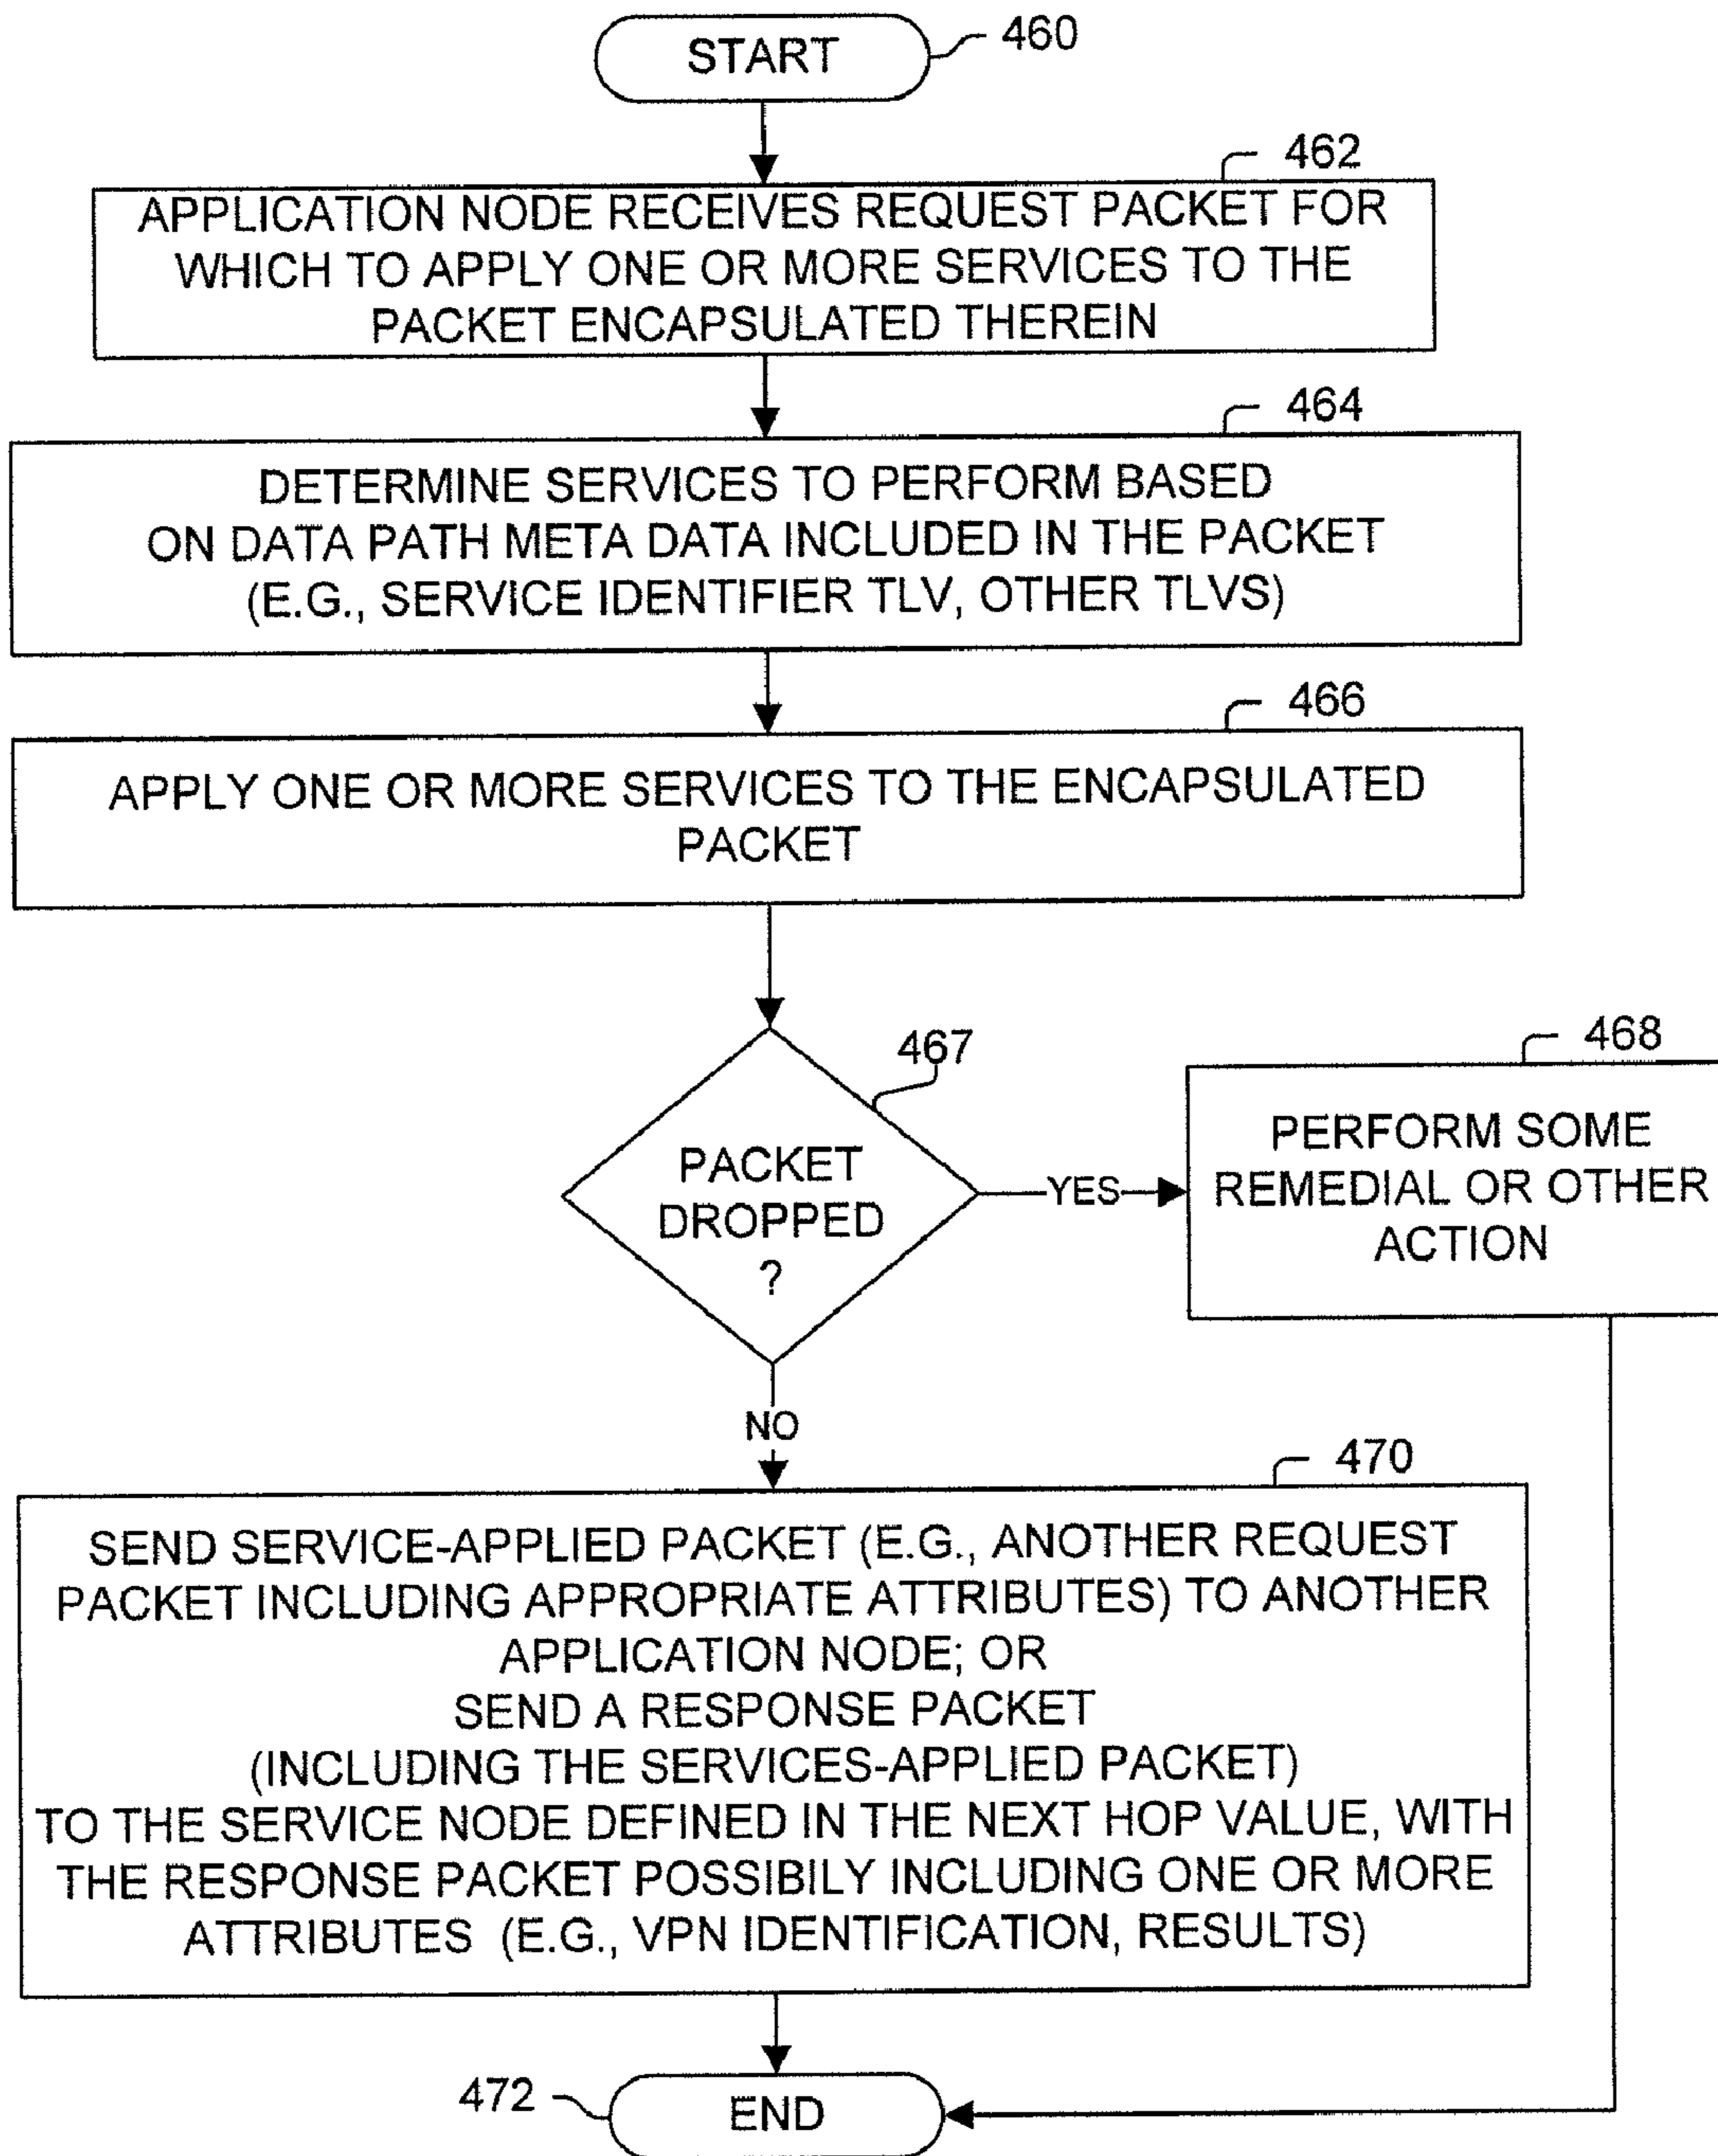 START
460
462
APPLICATION NODE RECEIVES REQUEST PACKET FOR
WHICH TO APPLY ONE OR MORE SERVICES TO THE
PACKET ENCAPSULATED THEREIN
464
DETERMINE SERVICES TO PERFORM BASED
ON DATA PATH META DATA INCLUDED IN THE PACKET
(E.G., SERVICE IDENTIFIER TLV, OTHER TLVS)
466
APPLY ONE OR MORE SERVICES TO THE ENCAPSULATED
PACKET
467
PACKET
DROPPED
?
YES
468
PERFORM SOME
REMEDIAL OR OTHER
ACTION
NO
470
SEND SERVICE-APPLIED PACKET (E.G., ANOTHER REQUEST
PACKET INCLUDING APPROPRIATE ATTRIBUTES) TO ANOTHER
APPLICATION NODE; OR
SEND A RESPONSE PACKET
(INCLUDING THE SERVICES-APPLIED PACKET)
TO THE SERVICE NODE DEFINED IN THE NEXT HOP VALUE, WITH
THE RESPONSE PACKET POSSIBILY INCLUDING ONE OR MORE
ATTRIBUTES (E.G., VPN IDENTIFICATION, RESULTS)
472
END